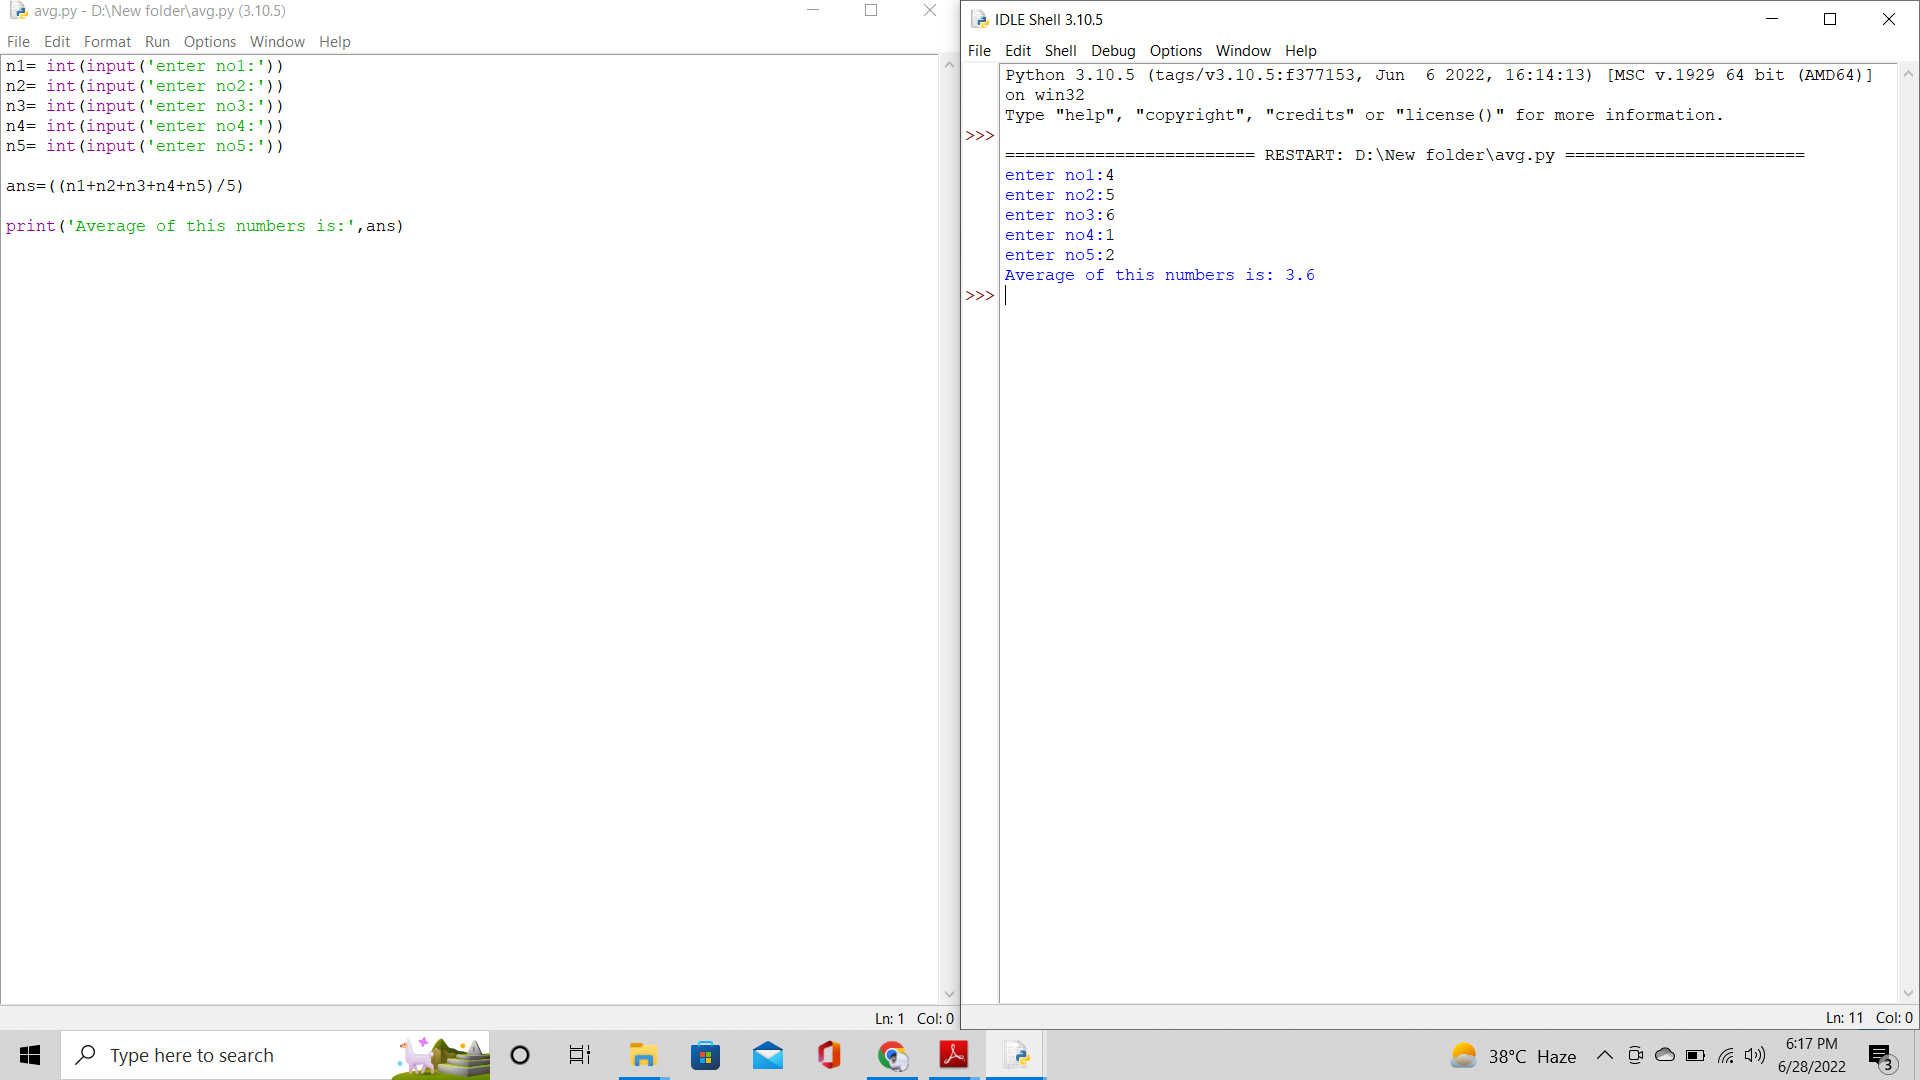 avg.py - D:\New folder\avg.py (3.10.5)
File Edit Format Run Options Window Help
n1= int(input('enter no1:'))
n2= int(input('enter no2:'))
n3= int(input('enter no3:'))
n4= int(input('enter no4:'))
n5= int(input('enter no5:'))
ans=((n1+n2+n3+n4+n5)/5)
print('Average of this numbers is:',ans)
Ln: 1 Col: 0
IDLE Shell 3.10.5
File Edit Shell Debug Options Window Help
Python 3.10.5 (tags/v3.10.5:f377153, Jun  6 2022, 16:14:13) [MSC v.1929 64 bit (AMD64)]
on win32
Type "help", "copyright", "credits" or "license()" for more information.
>>>
========================= RESTART: D:\New folder\avg.py ========================
enter no1:4
enter no2:5
enter no3:6
enter no4:1
enter no5:2
Average of this numbers is: 3.6
>>>
Ln: 11 Col: 0
Type here to search
38°C Haze
6:17 PM
6/28/2022
3